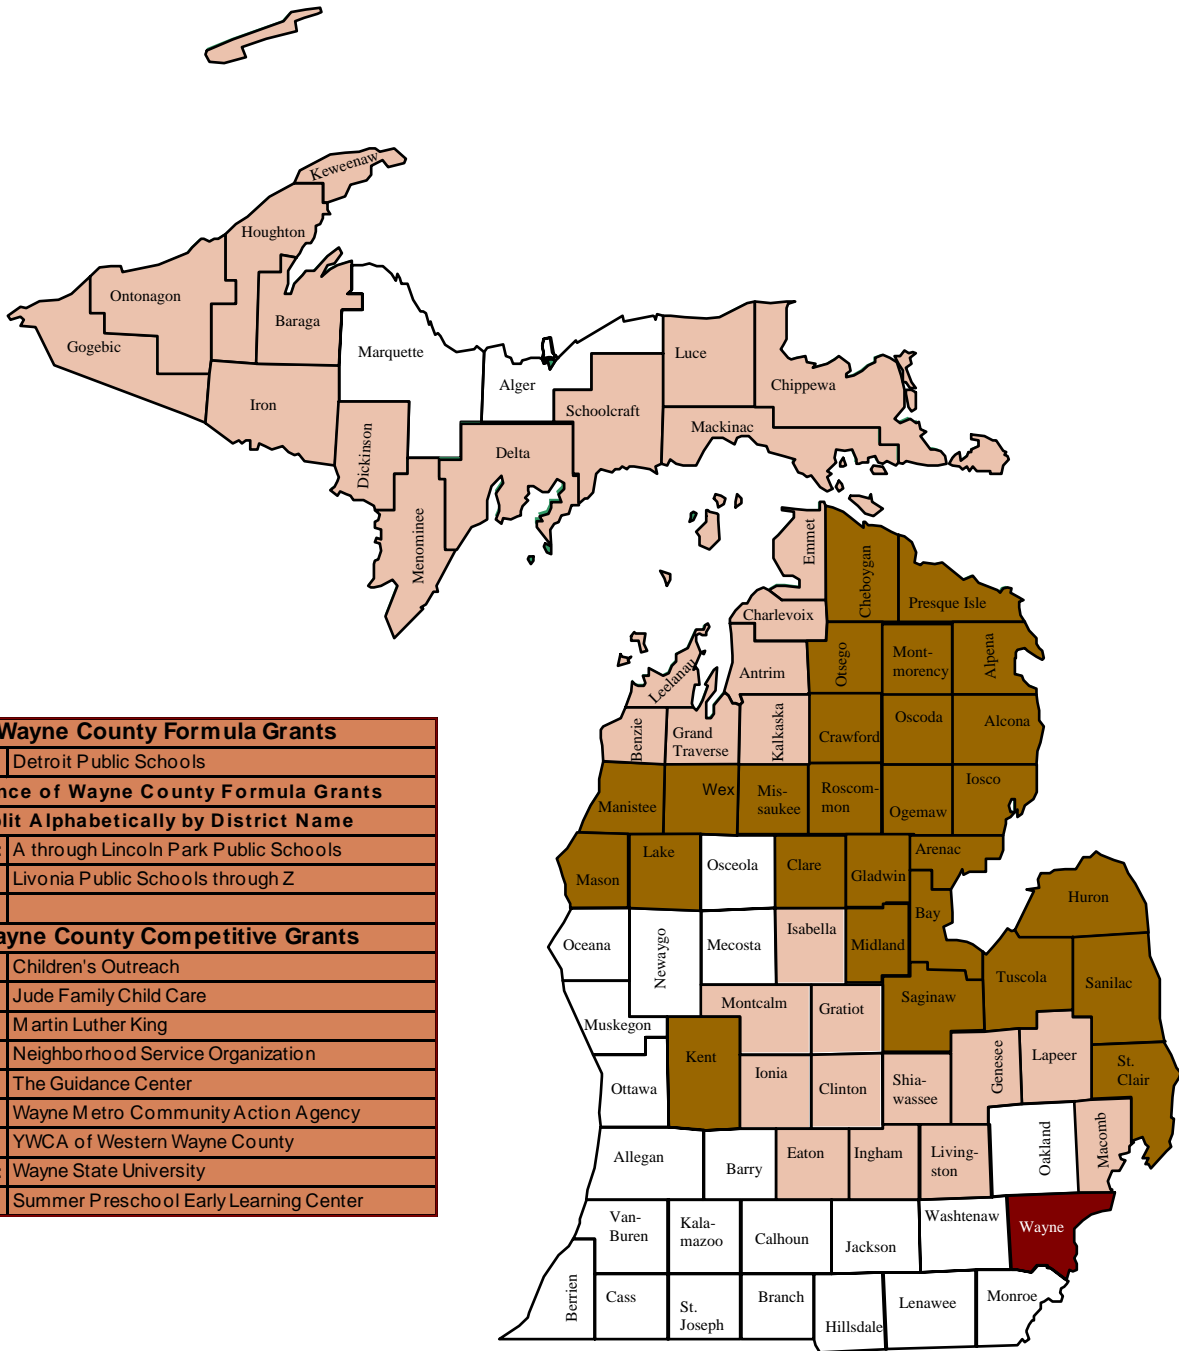 Keweenaw
Houghton
Ontonagon
Baraga
Gogebic
Marquette
Luce
Alger
Chippewa
Iron
Schoolcraft
Mackinac
Dickinson
Delta
Menominee
Emmet
Cheboygan
Presque Isle
Charlevoix
Otsego
Mont-
morency
Alpena
Leelanau
Antrim
Benzie
Grand
Traverse
Kalkaska
Crawford
Oscoda
Alcona
Manistee
Wex
Mis-
saukee
Roscom-
mon
Ogemaw
Iosco
Mason
Lake
Osceola
Clare
Gladwin
Arenac
Huron
Oceana
Newaygo
Mecosta
Isabella
Midland
Bay
Tuscola
Sanilac
Muskegon
Montcalm
Gratiot
Saginaw
Kent
Ottawa
Ionia
Clinton
Shia-
wassee
Genesee
Lapeer
St.
Clair
Allegan
Barry
Eaton
Ingham
Living-
ston
Oakland
Macomb
Van-
Buren
Kala-
mazoo
Calhoun
Jackson
Washtenaw
Wayne
Berrien
Cass
St.
Joseph
Branch
Hillsdale
Lenawee
Monroe
Wayne County Formula Grants
Detroit Public Schools
nce of Wayne County Formula Grants
lit Alphabetically by District Name
: A through Lincoln Park Public Schools
Livonia Public Schools through Z
ayne County Competitive Grants
Children's Outreach
Jude Family Child Care
Martin Luther King
Neighborhood Service Organization
The Guidance Center
Wayne Metro Community Action Agency
YWCA of Western Wayne County
: Wayne State University
Summer Preschool Early Learning Center